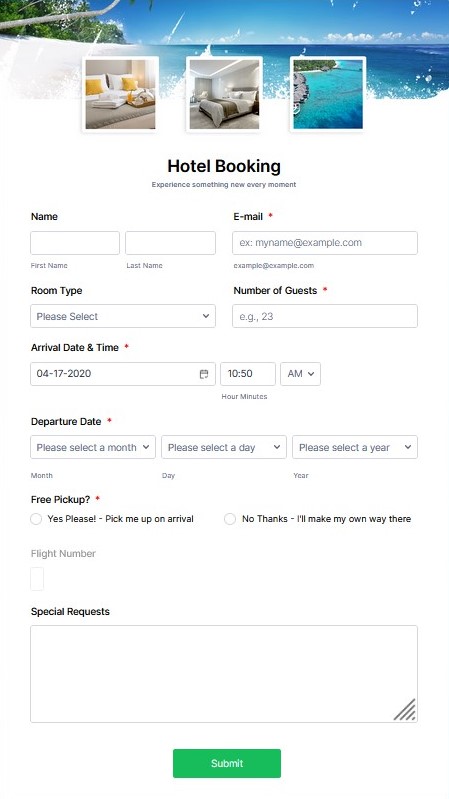 Hotel Booking
Experience something new every moment
Name
E-mail *
ex: myname@example.com
First Name
Last Name
example@example.com
Room Type
Number of Guests *
Please Select
e.g., 23
Arrival Date & Time *
04-17-2020
10:50
AM
Hour Minutes
Departure Date *
Please select a month
Please select a day
Please select a year
Month
Day
Year
Free Pickup? *
Yes Please! - Pick me up on arrival
No Thanks - I'll make my own way there
Flight Number
Special Requests
Submit